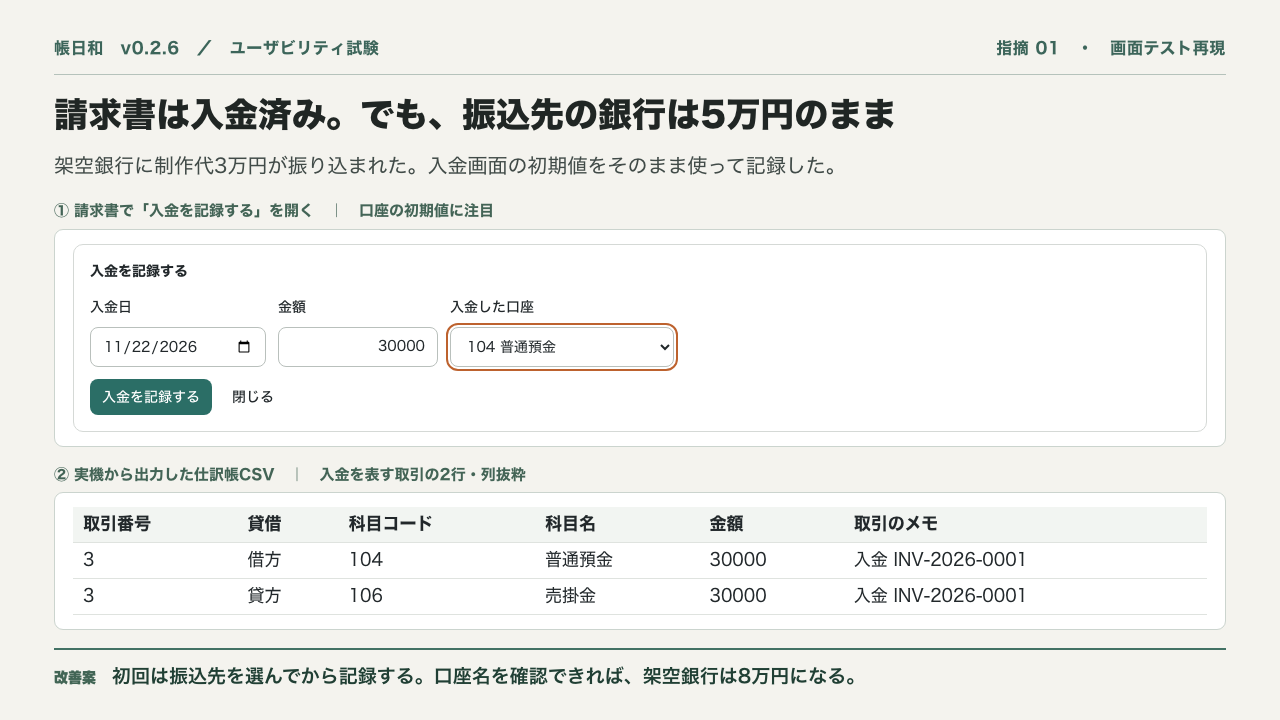 帳日和 v0.2.6 / ユーザビリティ試験
指摘 01 ・ 画面テスト再現
請求書は入金済み。でも、振込先の銀行は5万円のまま
架空銀行に制作代3万円が振り込まれた。入金画面の初期値をそのまま使って記録した。
① 請求書で「入金を記録する」を開く | 口座の初期値に注目
入金を記録する
入金日 金額 入金した口座
11/22/2026 30000 104 普通預金
入金を記録する 閉じる
② 実機から出力した仕訳帳CSV | 入金を表す取引の2行・列抜粋
取引番号 貸借 科目コード 科目名 金額 取引のメモ
3 借方 104 普通預金 30000 入金 INV-2026-0001
3 貸方 106 売掛金 30000 入金 INV-2026-0001
改善案 初回は振込先を選んでから記録する。口座名を確認できれば、架空銀行は8万円になる。